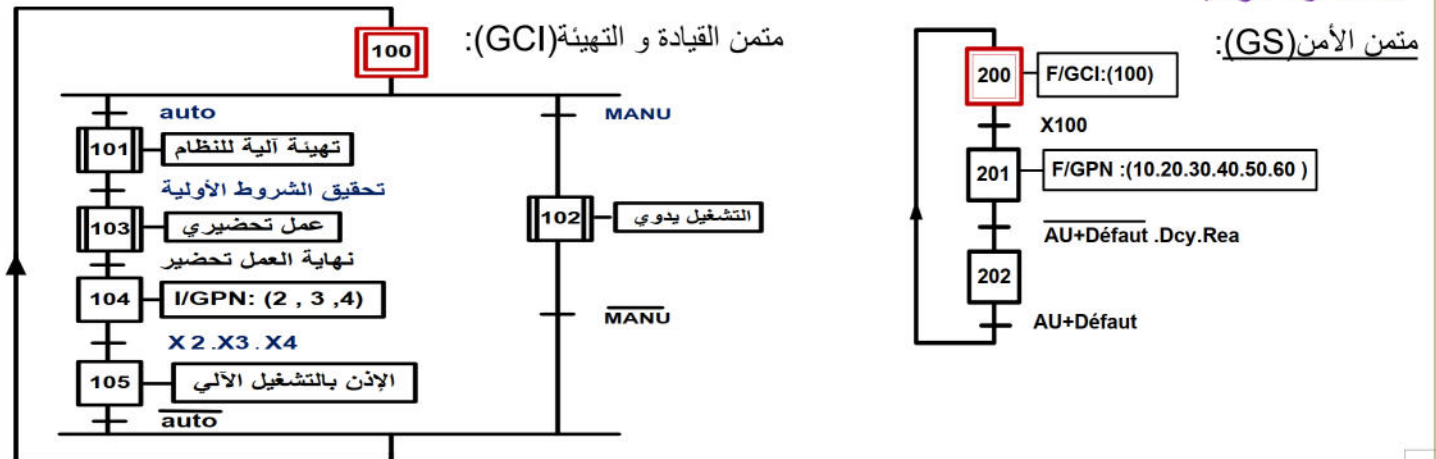 متمن القيادة و التهيئة(GCI):
100
auto
MANU
101
تهيئة آلية للنظام
تحقيق الشروط الأولية
103
عمل تحضيري
102
التشغيل يدوي
نهاية العمل تحضير
104
I/GPN: (2 , 3 ,4)
MANU
X 2 .X3 . X4
105
الإذن بالتشغيل الآلي
auto
متمن الأمن(GS):
200
F/GCI:(100)
X100
201
F/GPN :(10.20.30.40.50.60 )
AU+Défaut .Dcy.Rea
202
AU+Défaut